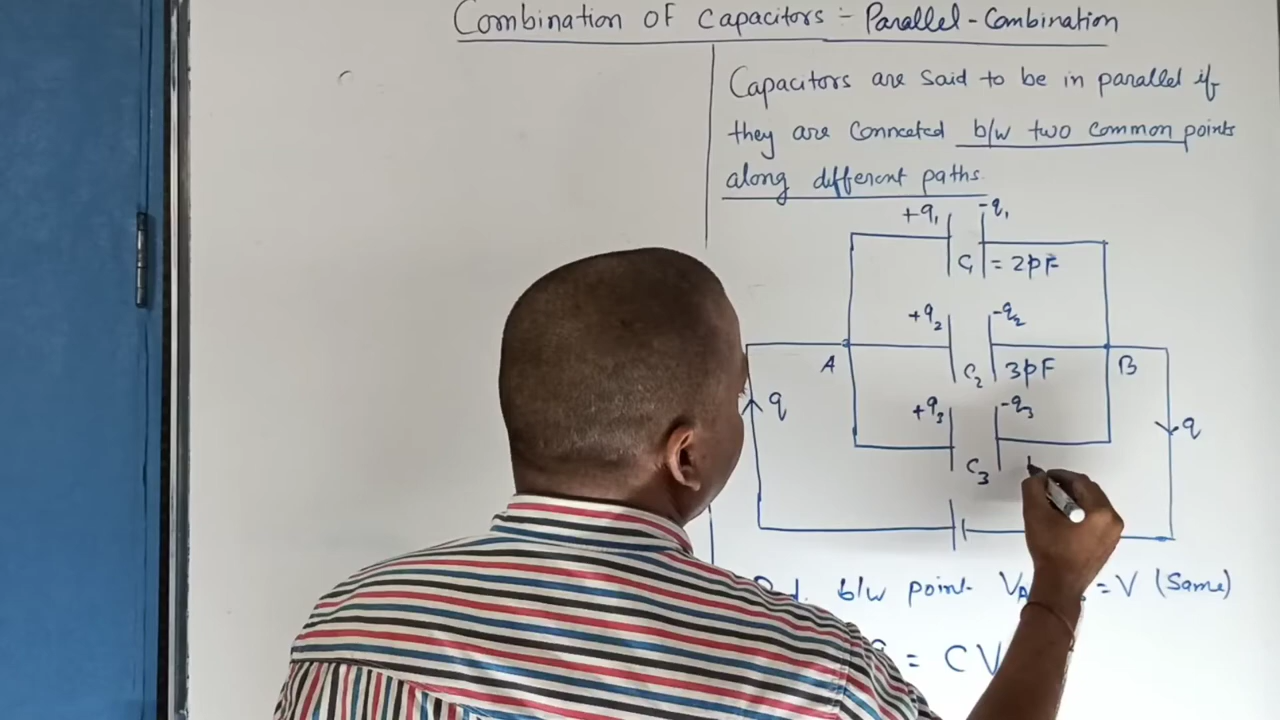 Combination OF Capacitors :- Parallel-Combination
Capacitors are said to be in parallel if
they are Conncetcd b/w two common points
along different paths.
+q₁ -q₁
C₁ = 2pF
+q₂ -q₂
A C₂ 3pF B
+q₃ -q₃
q q
C₃
b/w point V = V (Same)
= CV